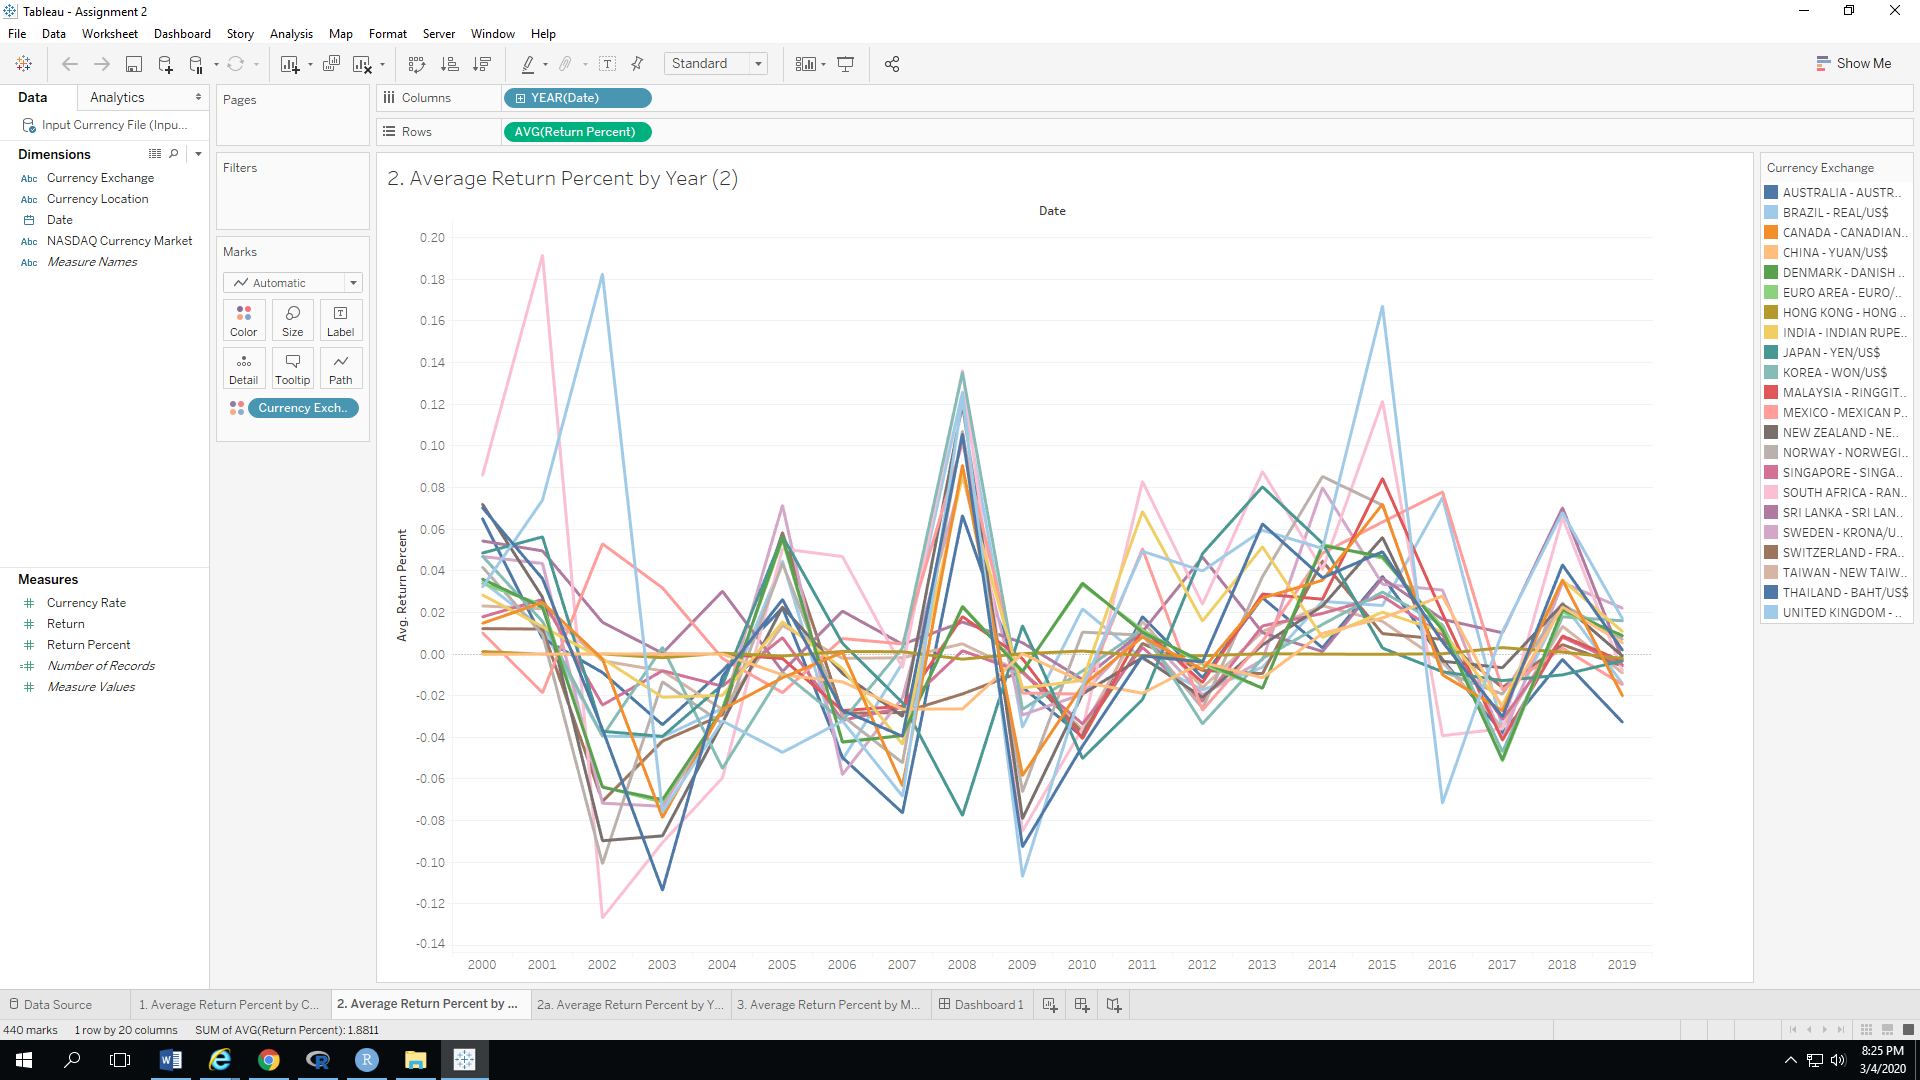 Tableau - Assignment 2
File Data Worksheet Dashboard Story Analysis Map Format Server Window Help
Standard
Show Me
Data Analytics
Input Currency File (Inpu...
Dimensions
Abc Currency Exchange
Abc Currency Location
Date
Abc NASDAQ Currency Market
Abc Measure Names
Measures
Currency Rate
Return
Return Percent
Number of Records
Measure Values
Pages
Filters
Marks
Automatic
Color Size Label
Detail Tooltip Path
Currency Exch..
Columns YEAR(Date)
Rows AVG(Return Percent)
2. Average Return Percent by Year (2)
Date
Avg. Return Percent
0.20
0.18
0.16
0.14
0.12
0.10
0.08
0.06
0.04
0.02
0.00
-0.02
-0.04
-0.06
-0.08
-0.10
-0.12
-0.14
2000 2001 2002 2003 2004 2005 2006 2007 2008 2009 2010 2011 2012 2013 2014 2015 2016 2017 2018 2019
Currency Exchange
AUSTRALIA - AUSTR..
BRAZIL - REAL/US$
CANADA - CANADIAN..
CHINA - YUAN/US$
DENMARK - DANISH ..
EURO AREA - EURO/..
HONG KONG - HONG ..
INDIA - INDIAN RUPE..
JAPAN - YEN/US$
KOREA - WON/US$
MALAYSIA - RINGGIT..
MEXICO - MEXICAN P..
NEW ZEALAND - NE..
NORWAY - NORWEGI..
SINGAPORE - SINGA..
SOUTH AFRICA - RAN..
SRI LANKA - SRI LAN..
SWEDEN - KRONA/U..
SWITZERLAND - FRA..
TAIWAN - NEW TAIW..
THAILAND - BAHT/US$
UNITED KINGDOM - ..
Data Source 1. Average Return Percent by C... 2. Average Return Percent by ... 2a. Average Return Percent by Y... 3. Average Return Percent by M... Dashboard 1
440 marks 1 row by 20 columns SUM of AVG(Return Percent): 1.8811
8:25 PM
3/4/2020